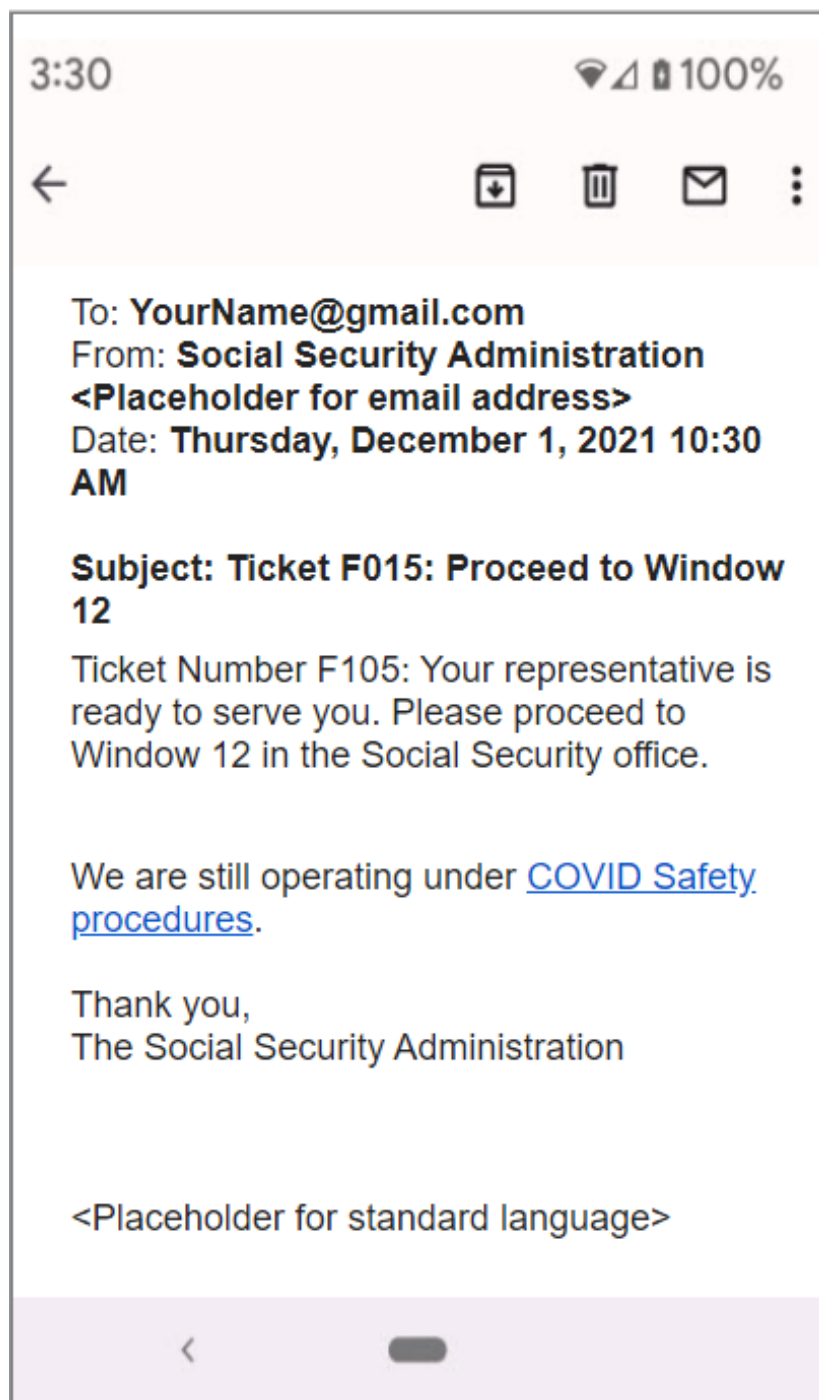 3:30 100%
To: YourName@gmail.com
From: Social Security Administration
<Placeholder for email address>
Date: Thursday, December 1, 2021 10:30
AM
Subject: Ticket F015: Proceed to Window
12
Ticket Number F105: Your representative is
ready to serve you. Please proceed to
Window 12 in the Social Security office.
We are still operating under COVID Safety
procedures.
Thank you,
The Social Security Administration
<Placeholder for standard language>